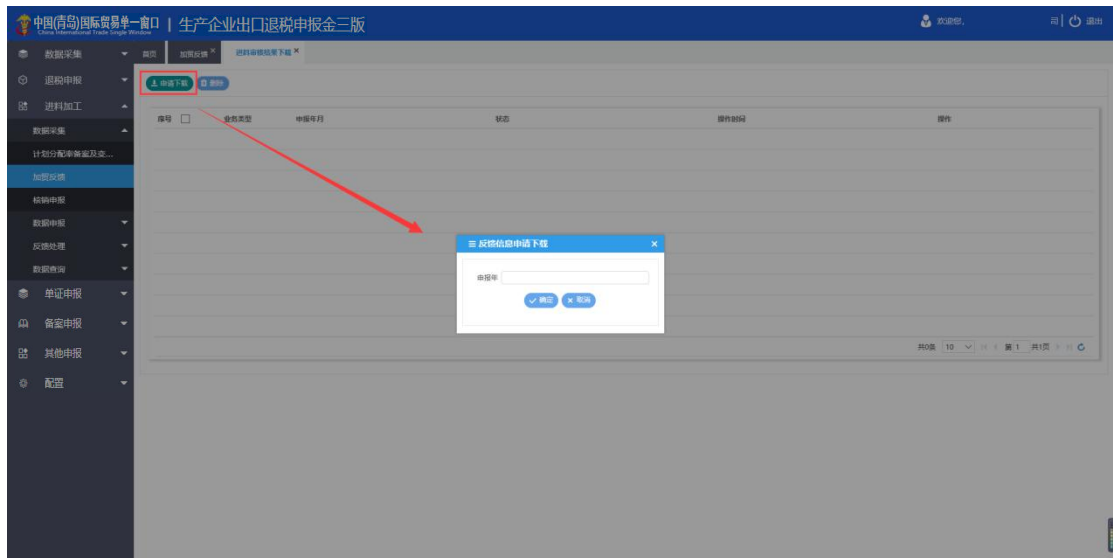 中国(青岛)国际贸易单一窗口 | 生产企业出口退税申报金三版
China International Trade Single Window
欢迎您,
司 | 退出
数据采集
首页 加贸反馈 × 进料审核结果下载 ×
退税申报
申请下载 删除
进料加工
序号 业务类型 申报年月 状态 操作时间 操作
数据采集
计划分配率备案及变...
加贸反馈
核销申报
数据申报
反馈处理
反馈信息申请下载 ×
数据查询
申报年
单证申报
✓ 确定 × 取消
备案申报
其他申报
共0条 10 第 1 共1页
配置